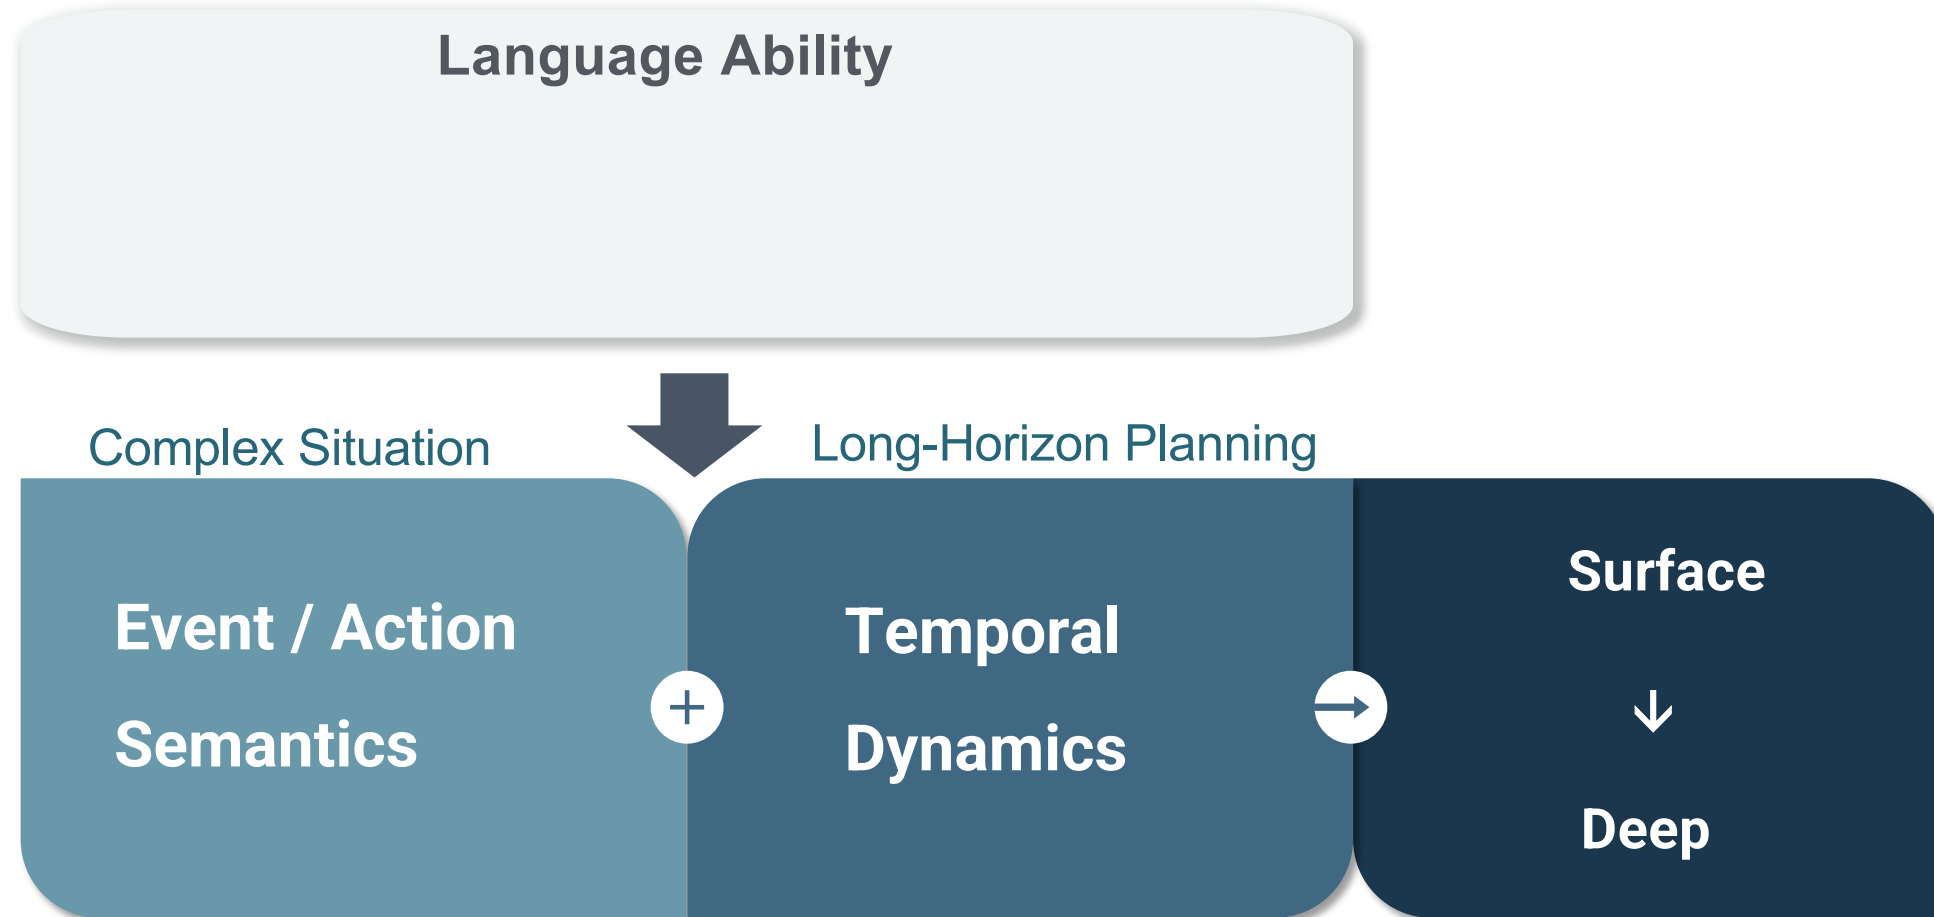 Language Ability
Complex Situation
Long-Horizon Planning
Event / Action
Semantics
+
Temporal
Dynamics
→
Surface
↓
Deep